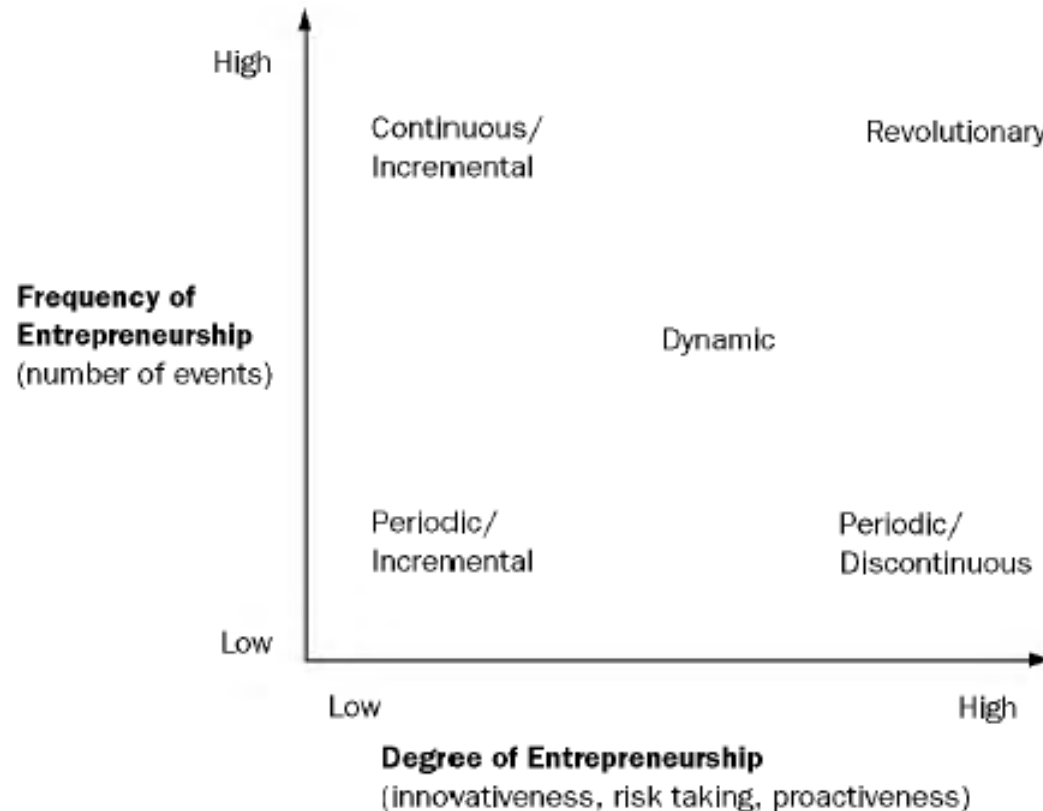 High
Continuous/
Incremental
Revolutionary
Frequency of
Entrepreneurship
(number of events)
Dynamic
Periodic/
Incremental
Periodic/
Discontinuous
Low
Low
High
Degree of Entrepreneurship
(innovativeness, risk taking, proactiveness)